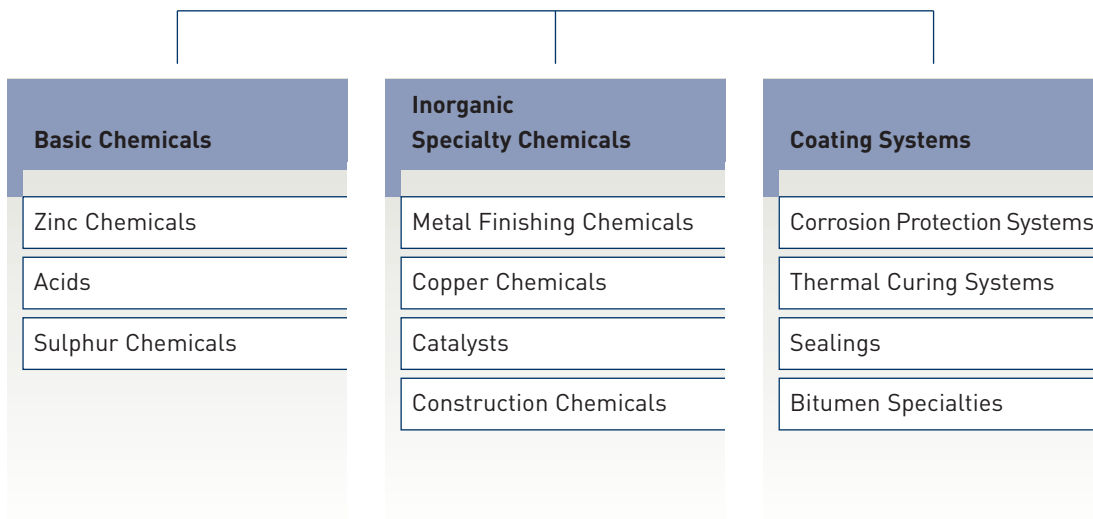 Basic Chemicals
Zinc Chemicals
Acids
Sulphur Chemicals
Inorganic
Specialty Chemicals
Metal Finishing Chemicals
Copper Chemicals
Catalysts
Construction Chemicals
Coating Systems
Corrosion Protection Systems
Thermal Curing Systems
Sealings
Bitumen Specialties